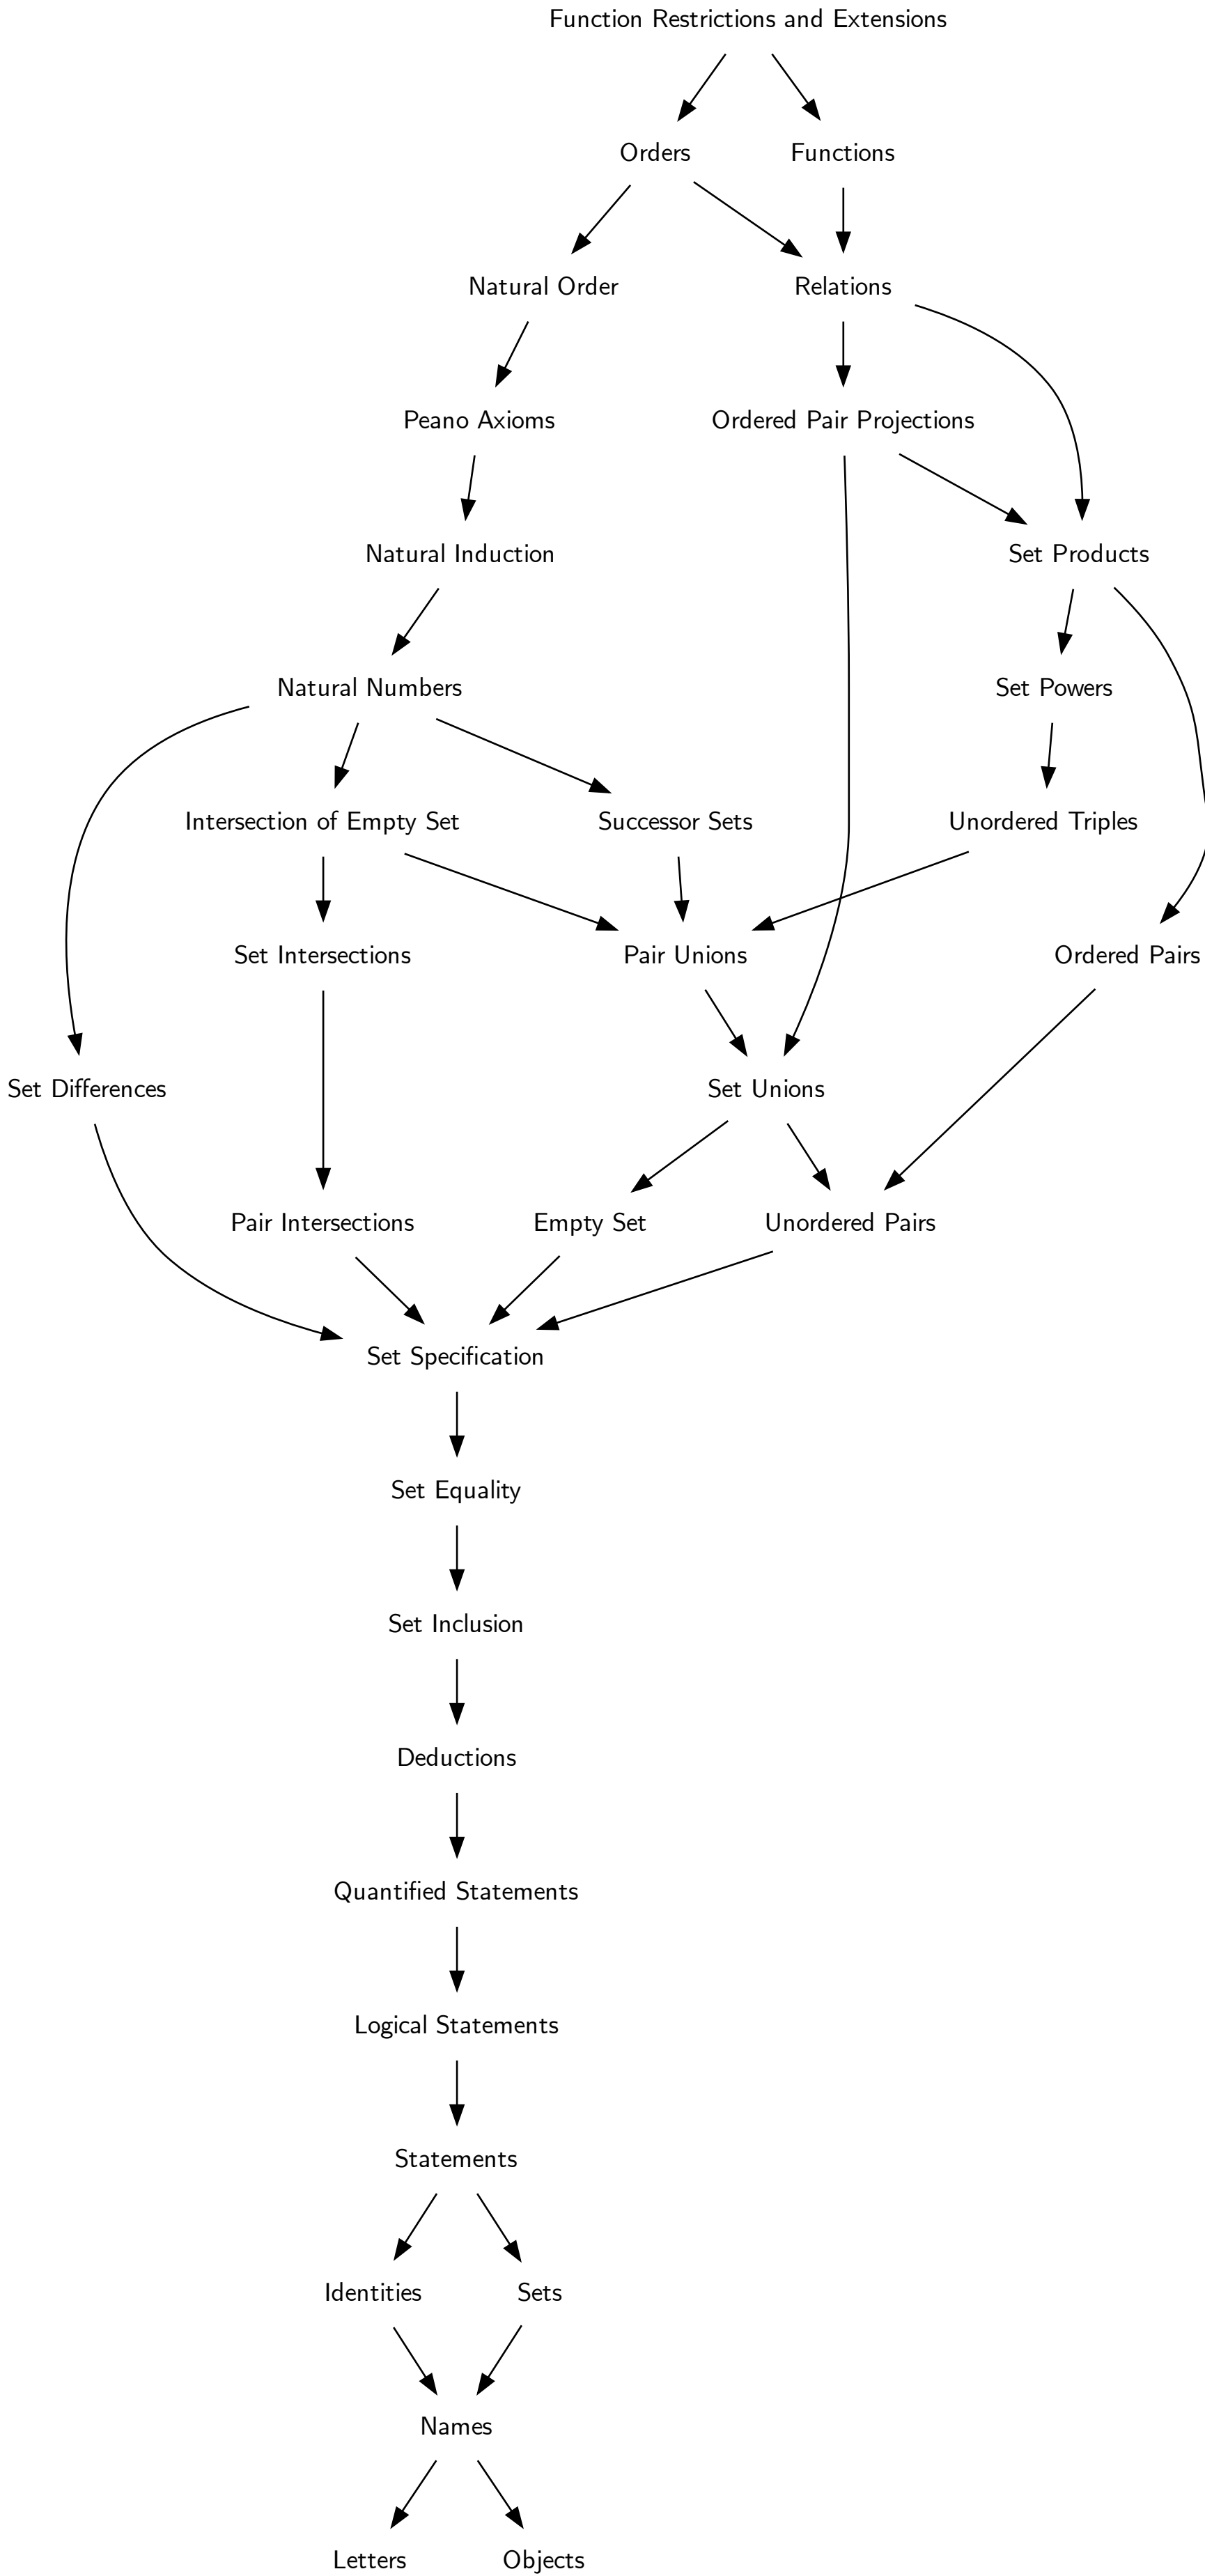 Function Restrictions and Extensions
Orders
Functions
Natural Order
Relations
Peano Axioms
Ordered Pair Projections
Natural Induction
Set Products
Natural Numbers
Set Powers
Intersection of Empty Set
Successor Sets
Unordered Triples
Set Intersections
Pair Unions
Ordered Pairs
Set Differences
Set Unions
Pair Intersections
Empty Set
Unordered Pairs
Set Specification
Set Equality
Set Inclusion
Deductions
Quantified Statements
Logical Statements
Statements
Identities
Sets
Names
Letters
Objects